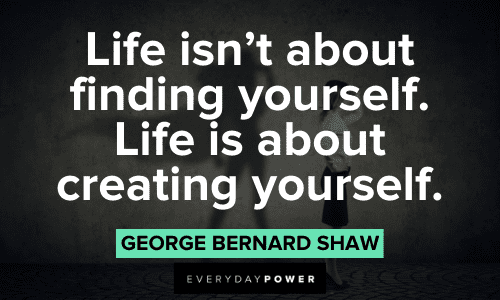 Life isn’t about
finding yourself.
Life is about
creating yourself.
GEORGE BERNARD SHAW
EVERYDAYPOWER